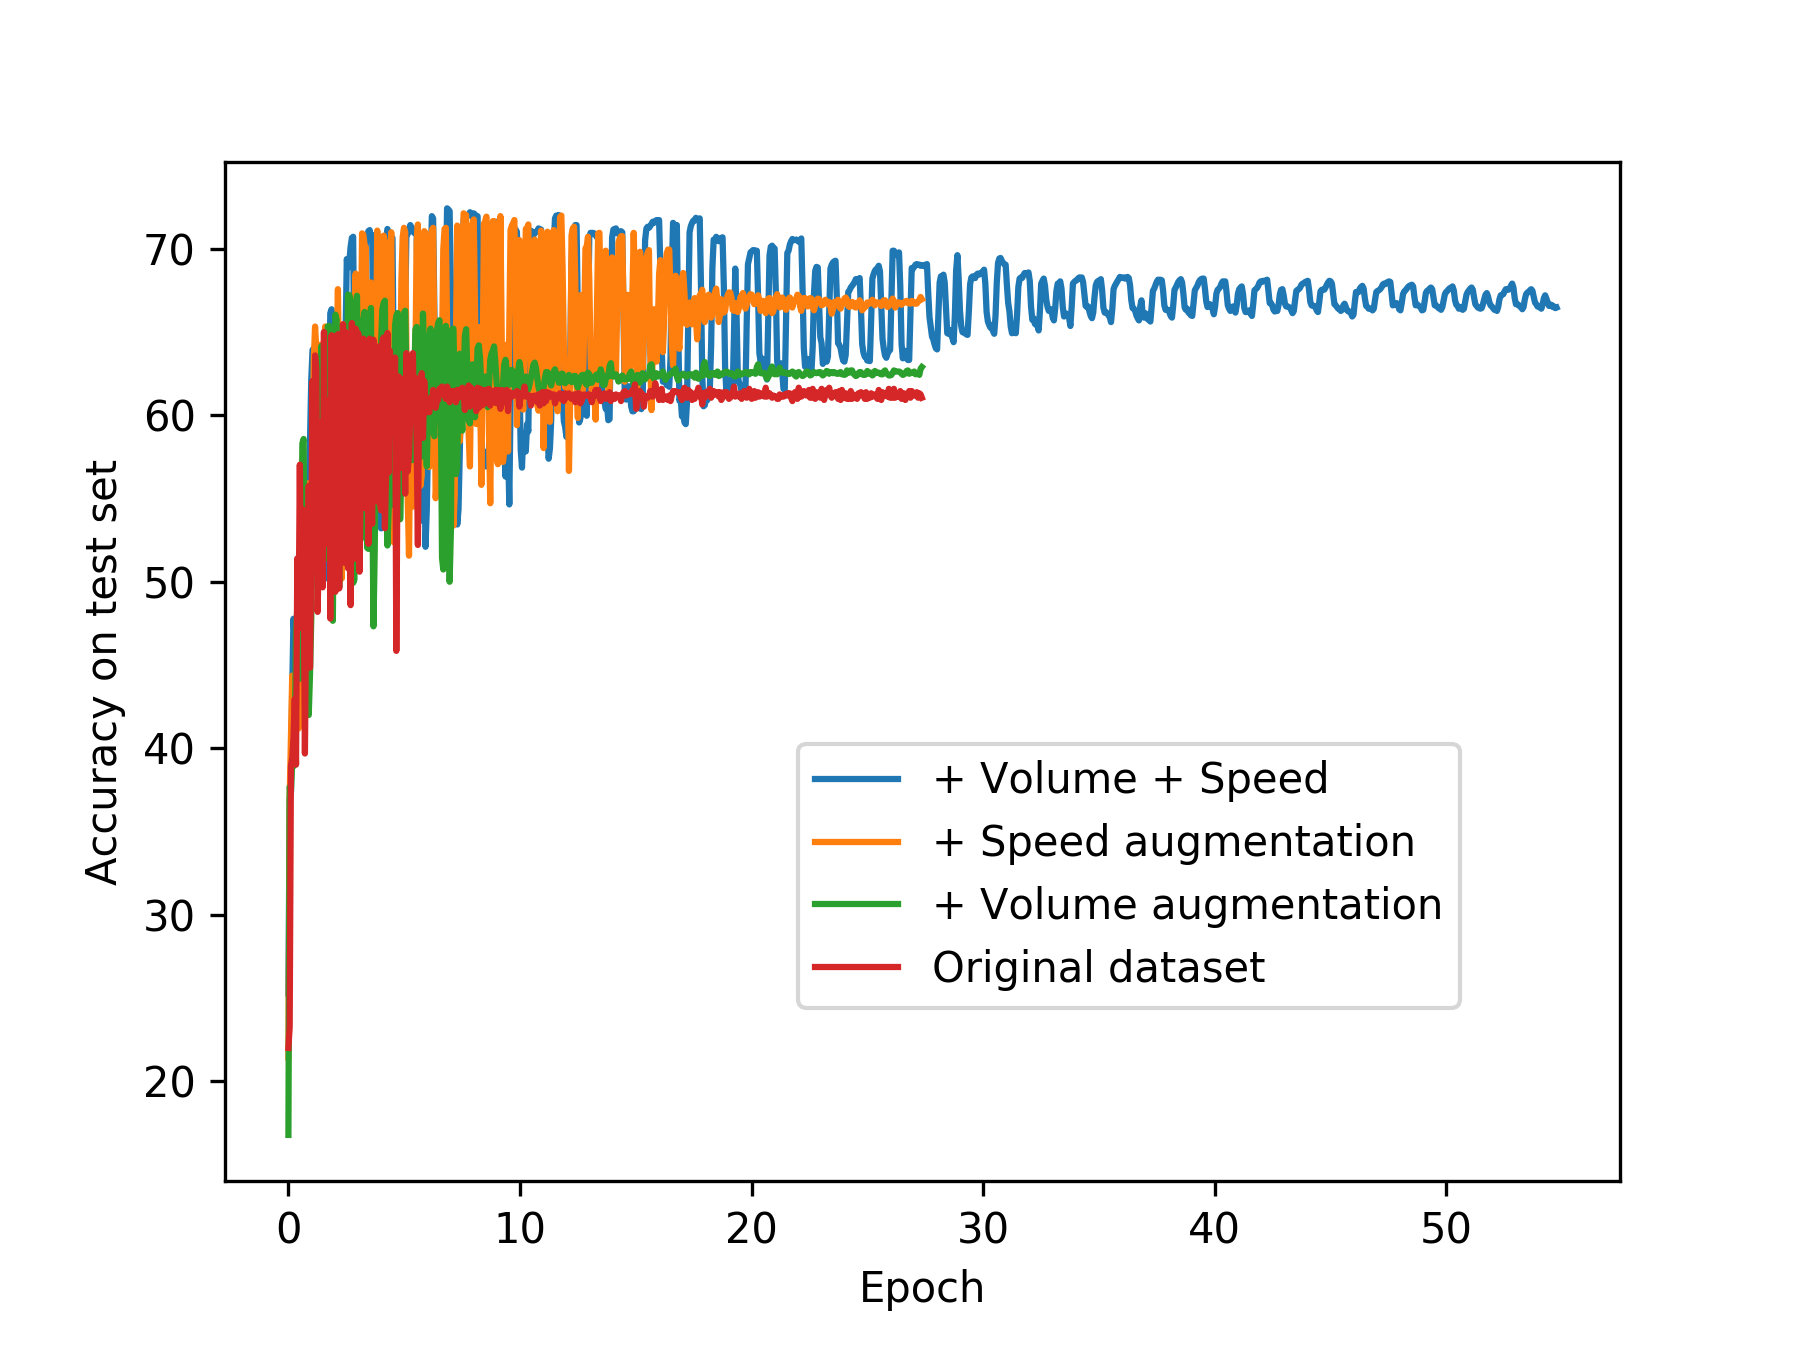 70
60
50
40
30
20
Accuracy on test set
+ Volume + Speed
+ Speed augmentation
+ Volume augmentation
Original dataset
0 10 20 30 40 50
Epoch